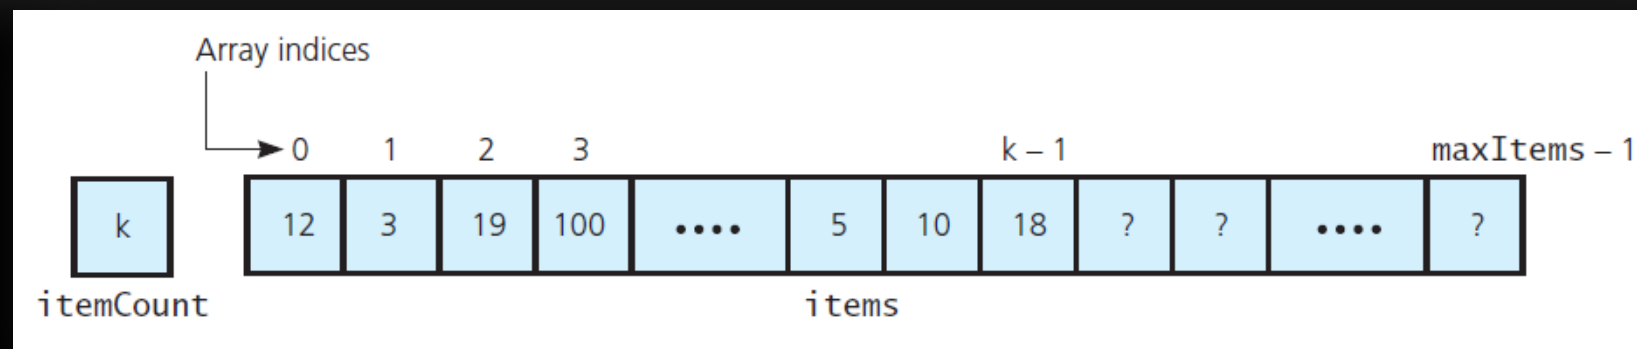 Array indices
0 1 2 3 k – 1 maxItems – 1
k 12 3 19 100 •••• 5 10 18 ? ? •••• ?
itemCount items